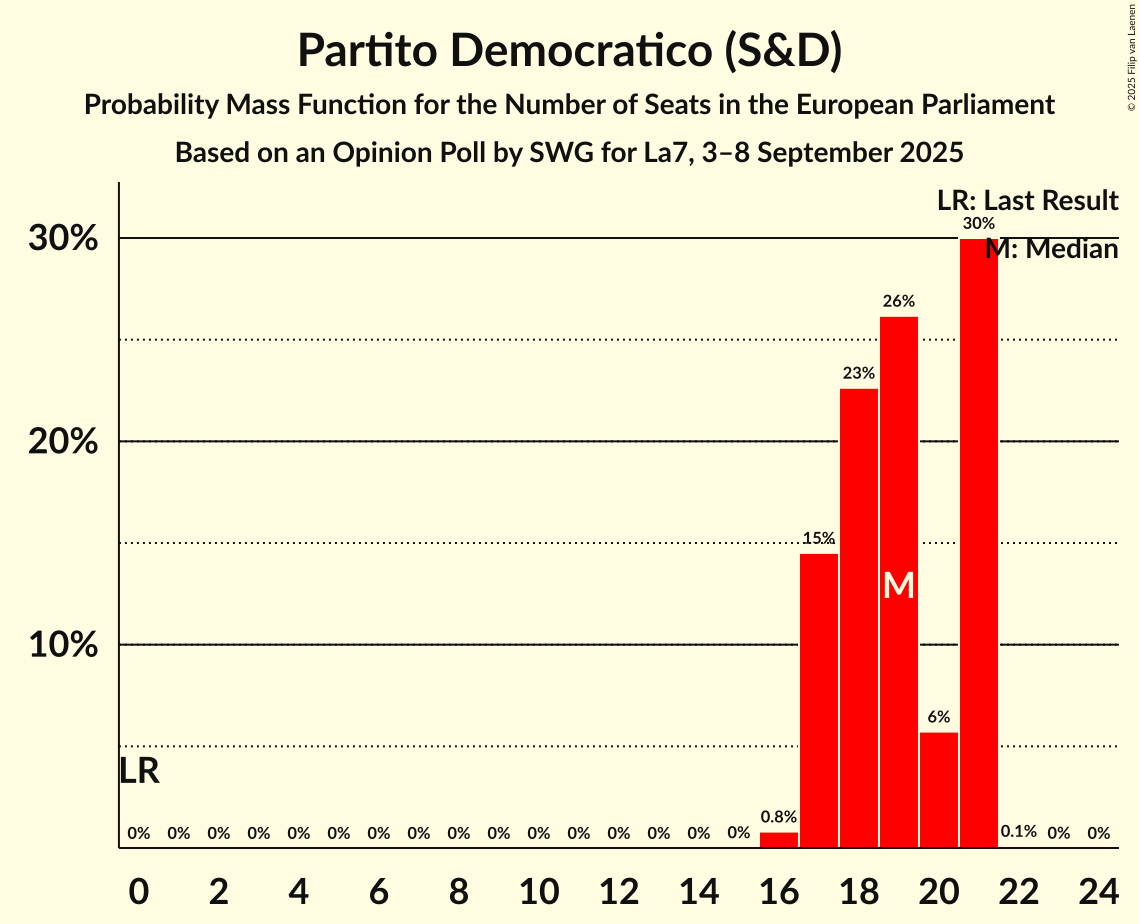 Partito Democratico (S&D)
Probability Mass Function for the Number of Seats in the European Parliament
Based on an Opinion Poll by SWG for La7, 3–8 September 2025
© 2025 Filip van Laenen
LR: Last Result
M: Median
30%
20%
10%
30%
26%
23%
15%
M
6%
LR
0% 0% 0% 0% 0% 0% 0% 0% 0% 0% 0% 0% 0% 0% 0% 0% 0.8% 0.1% 0% 0%
0 2 4 6 8 10 12 14 16 18 20 22 24